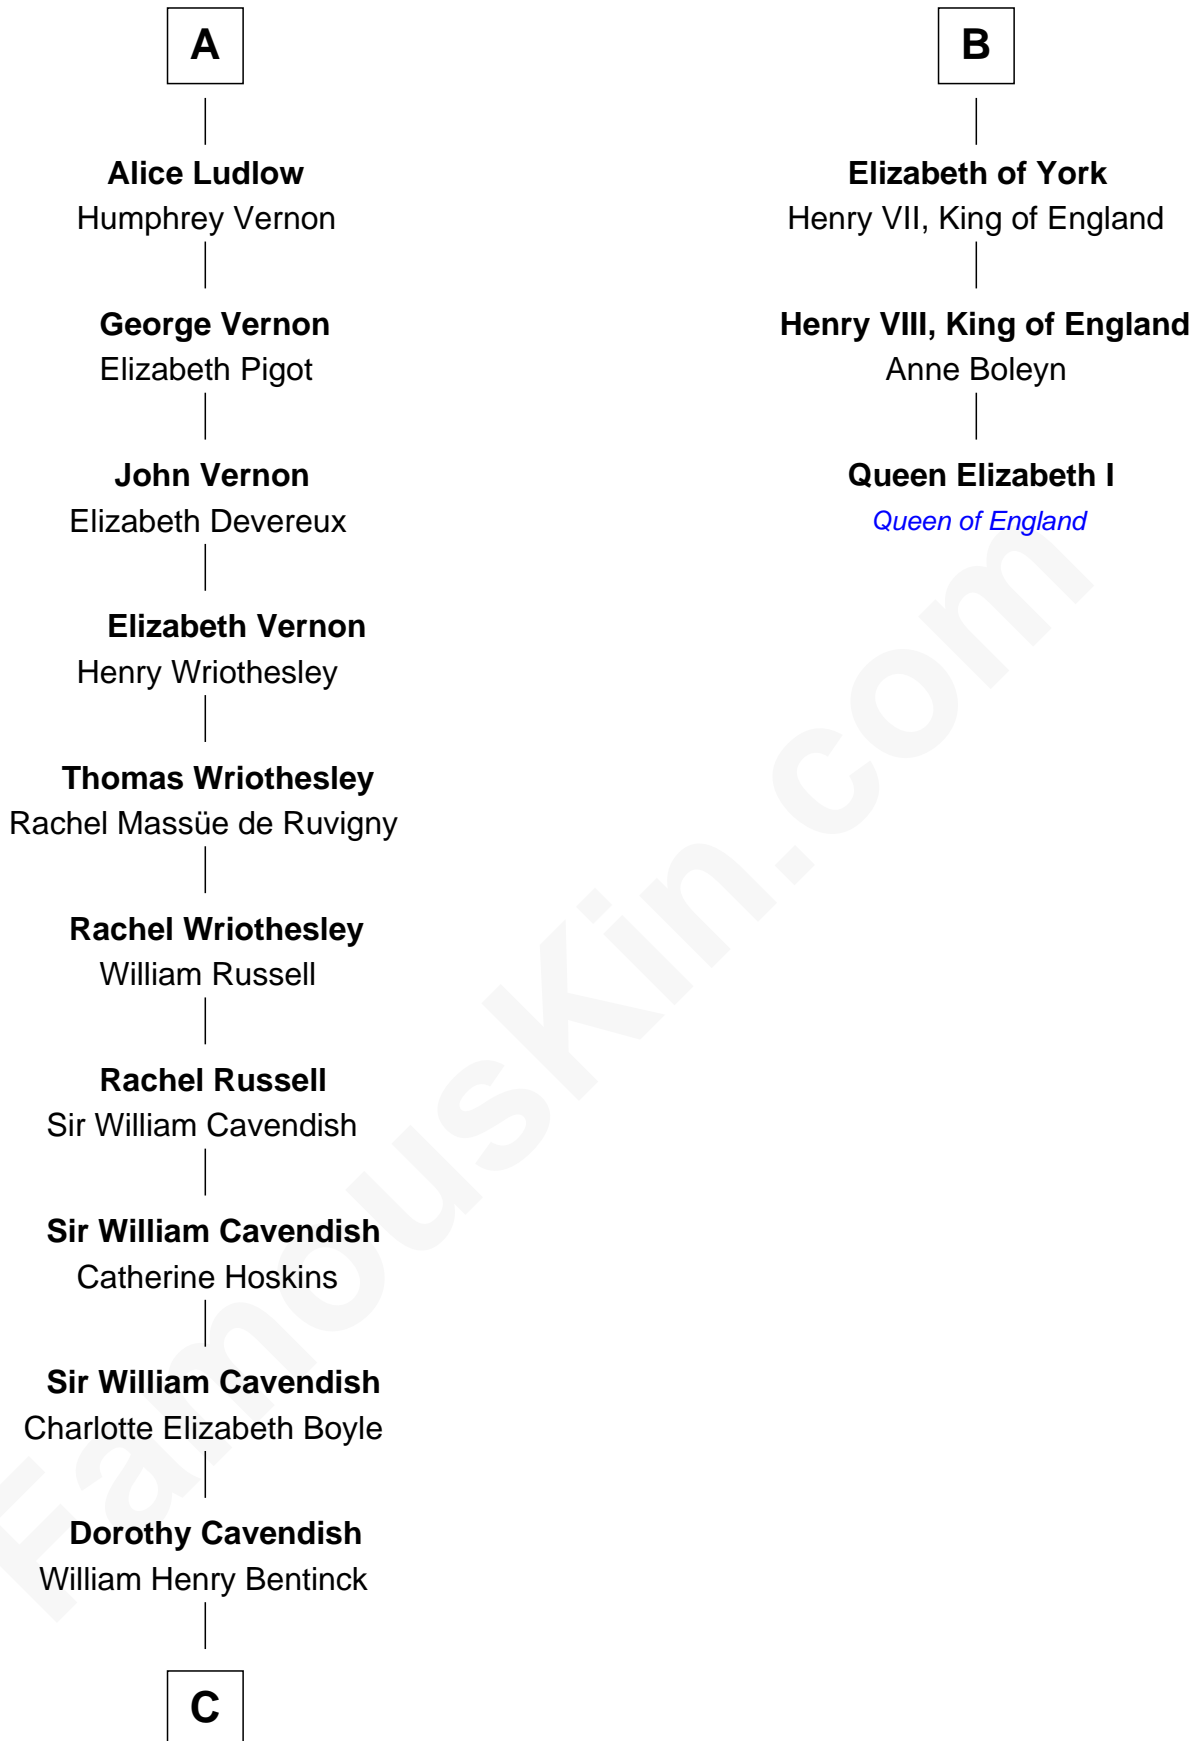 A
Alice Ludlow
Humphrey Vernon
George Vernon
Elizabeth Pigot
John Vernon
Elizabeth Devereux
Elizabeth Vernon
Henry Wriothesley
Thomas Wriothesley
Rachel Massüe de Ruvigny
Rachel Wriothesley
William Russell
Rachel Russell
Sir William Cavendish
Sir William Cavendish
Catherine Hoskins
Sir William Cavendish
Charlotte Elizabeth Boyle
Dorothy Cavendish
William Henry Bentinck
C
B
Elizabeth of York
Henry VII, King of England
Henry VIII, King of England
Anne Boleyn
Queen Elizabeth I
Queen of England
FamousKin.com